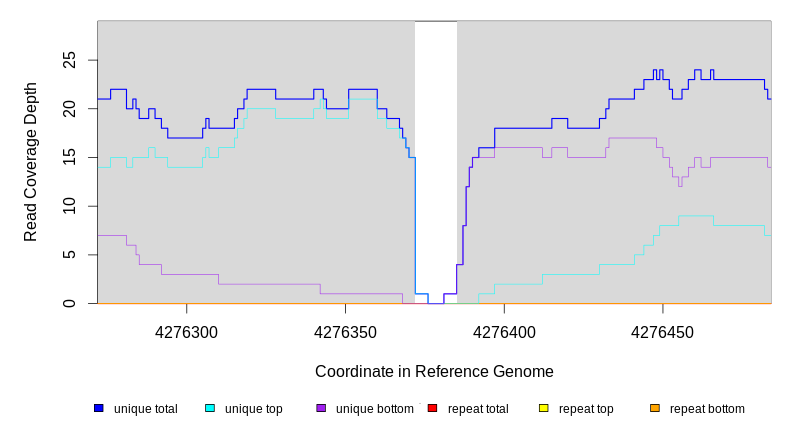 25
20
15
10
5
0
Read Coverage Depth
4276300 4276350 4276400 4276450
Coordinate in Reference Genome
unique total unique top unique bottom repeat total repeat top repeat bottom